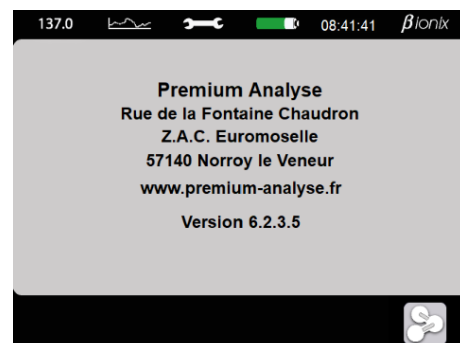 137.0 08:41:41 βionix
Premium Analyse
Rue de la Fontaine Chaudron
Z.A.C. Euromoselle
57140 Norroy le Veneur
www.premium-analyse.fr
Version 6.2.3.5